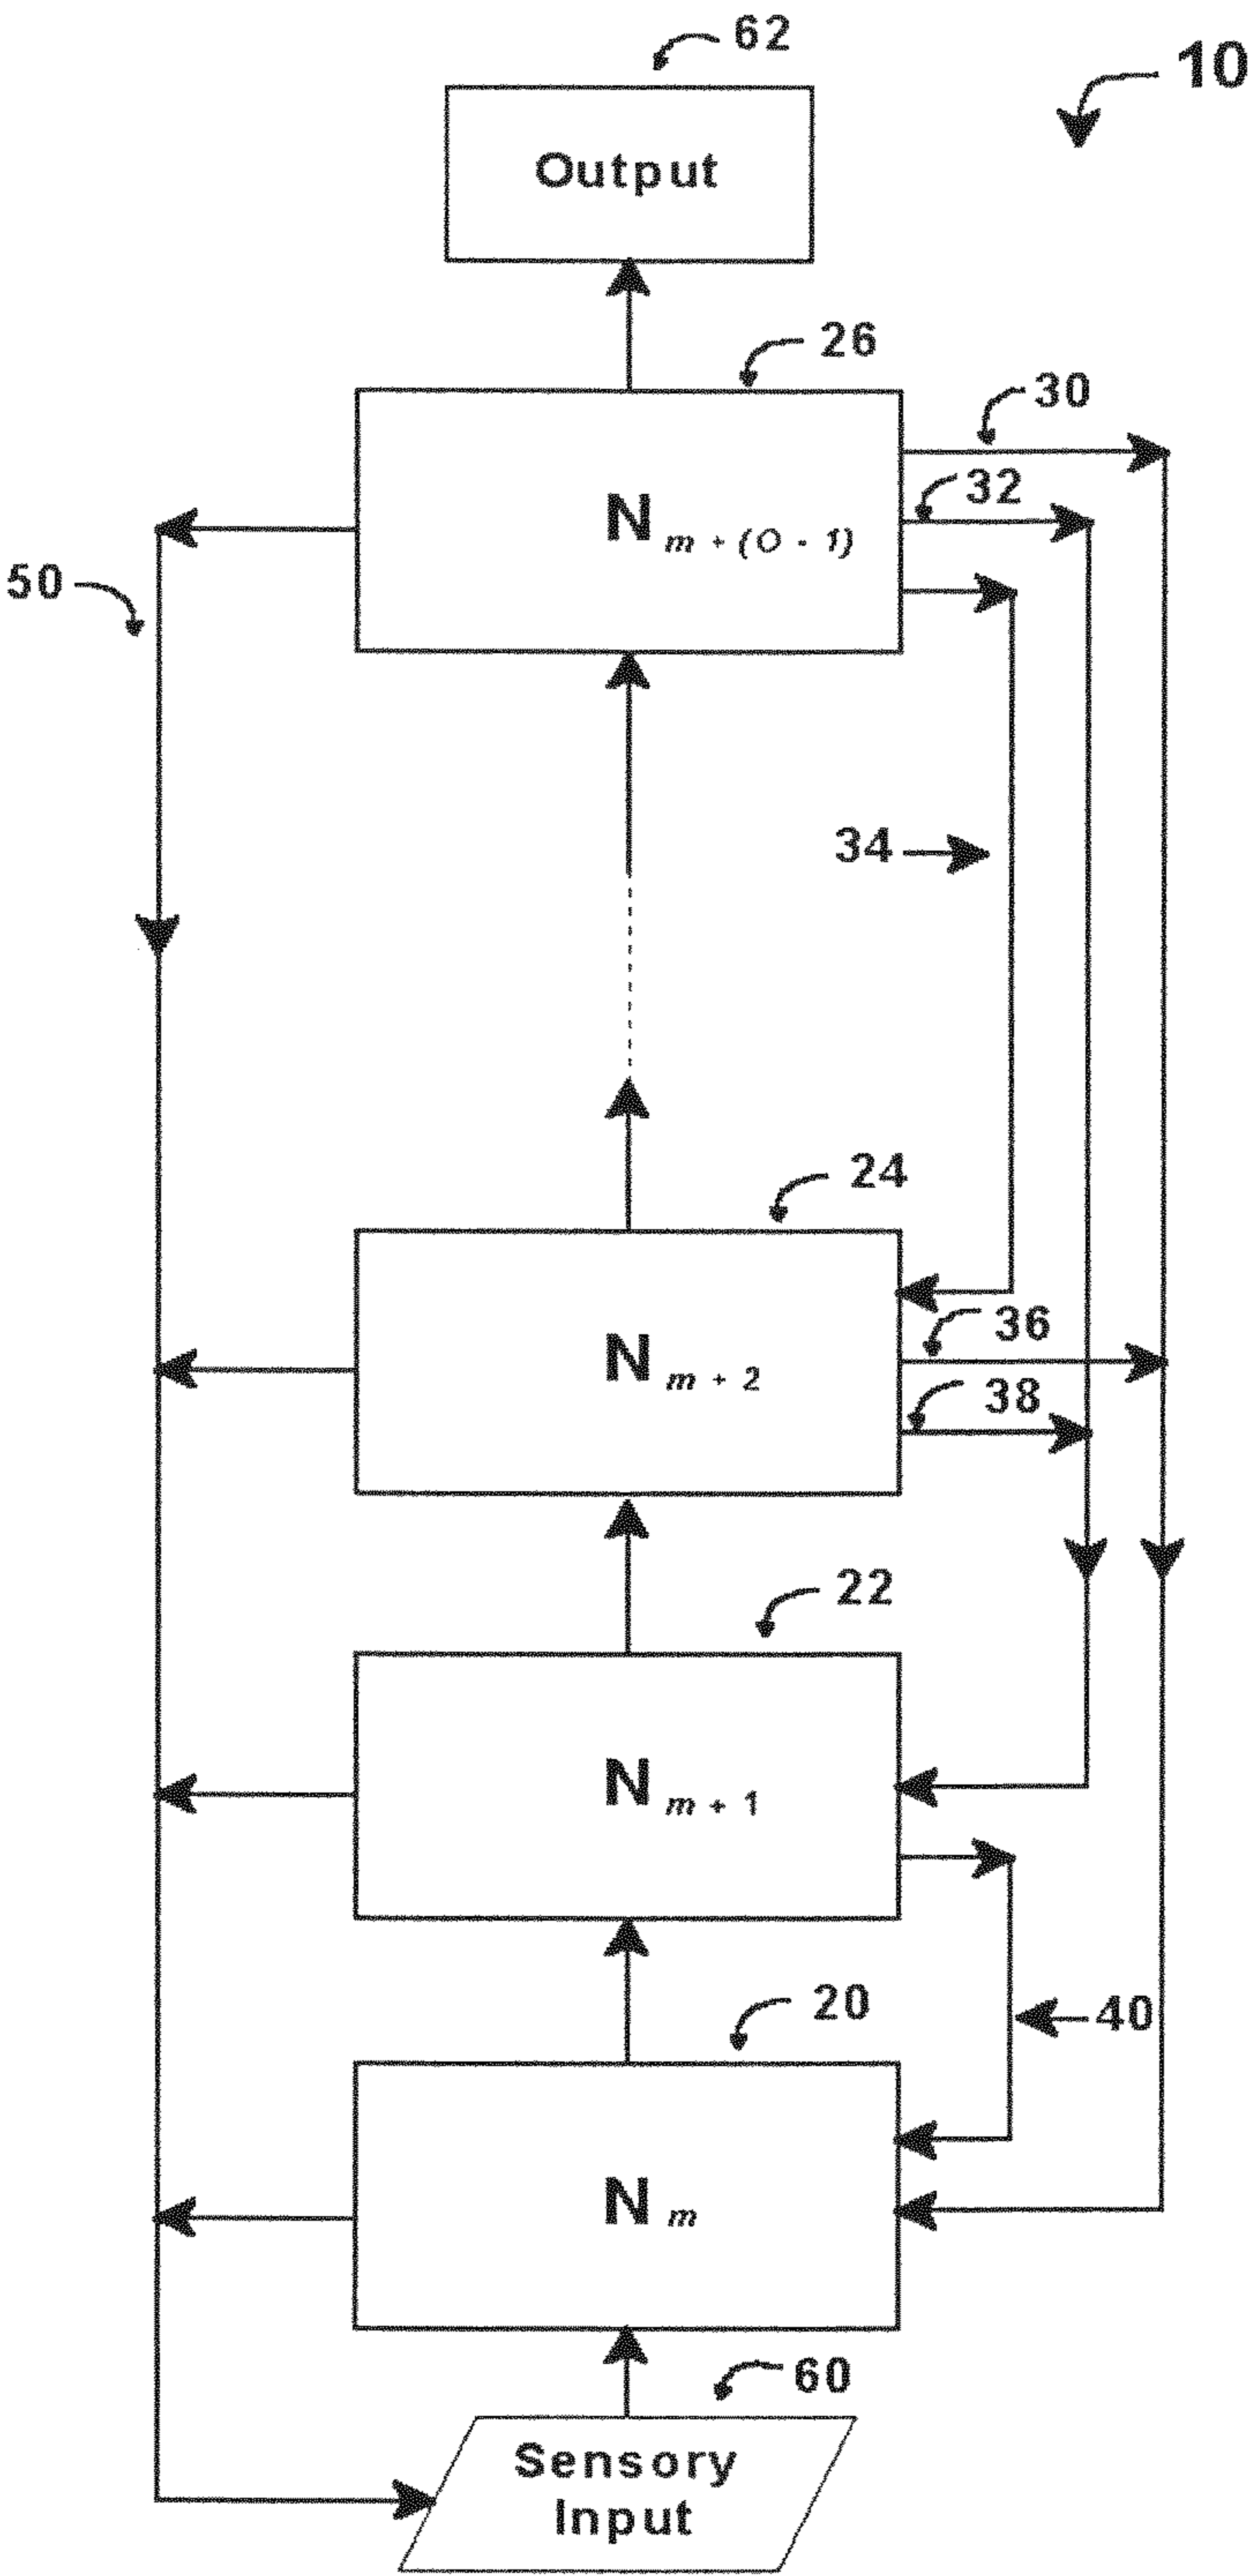 62
10
Output
26
30
N m + (O - 1)
32
50
34
24
N m + 2
36
38
22
N m + 1
20
40
N m
60
Sensory
Input